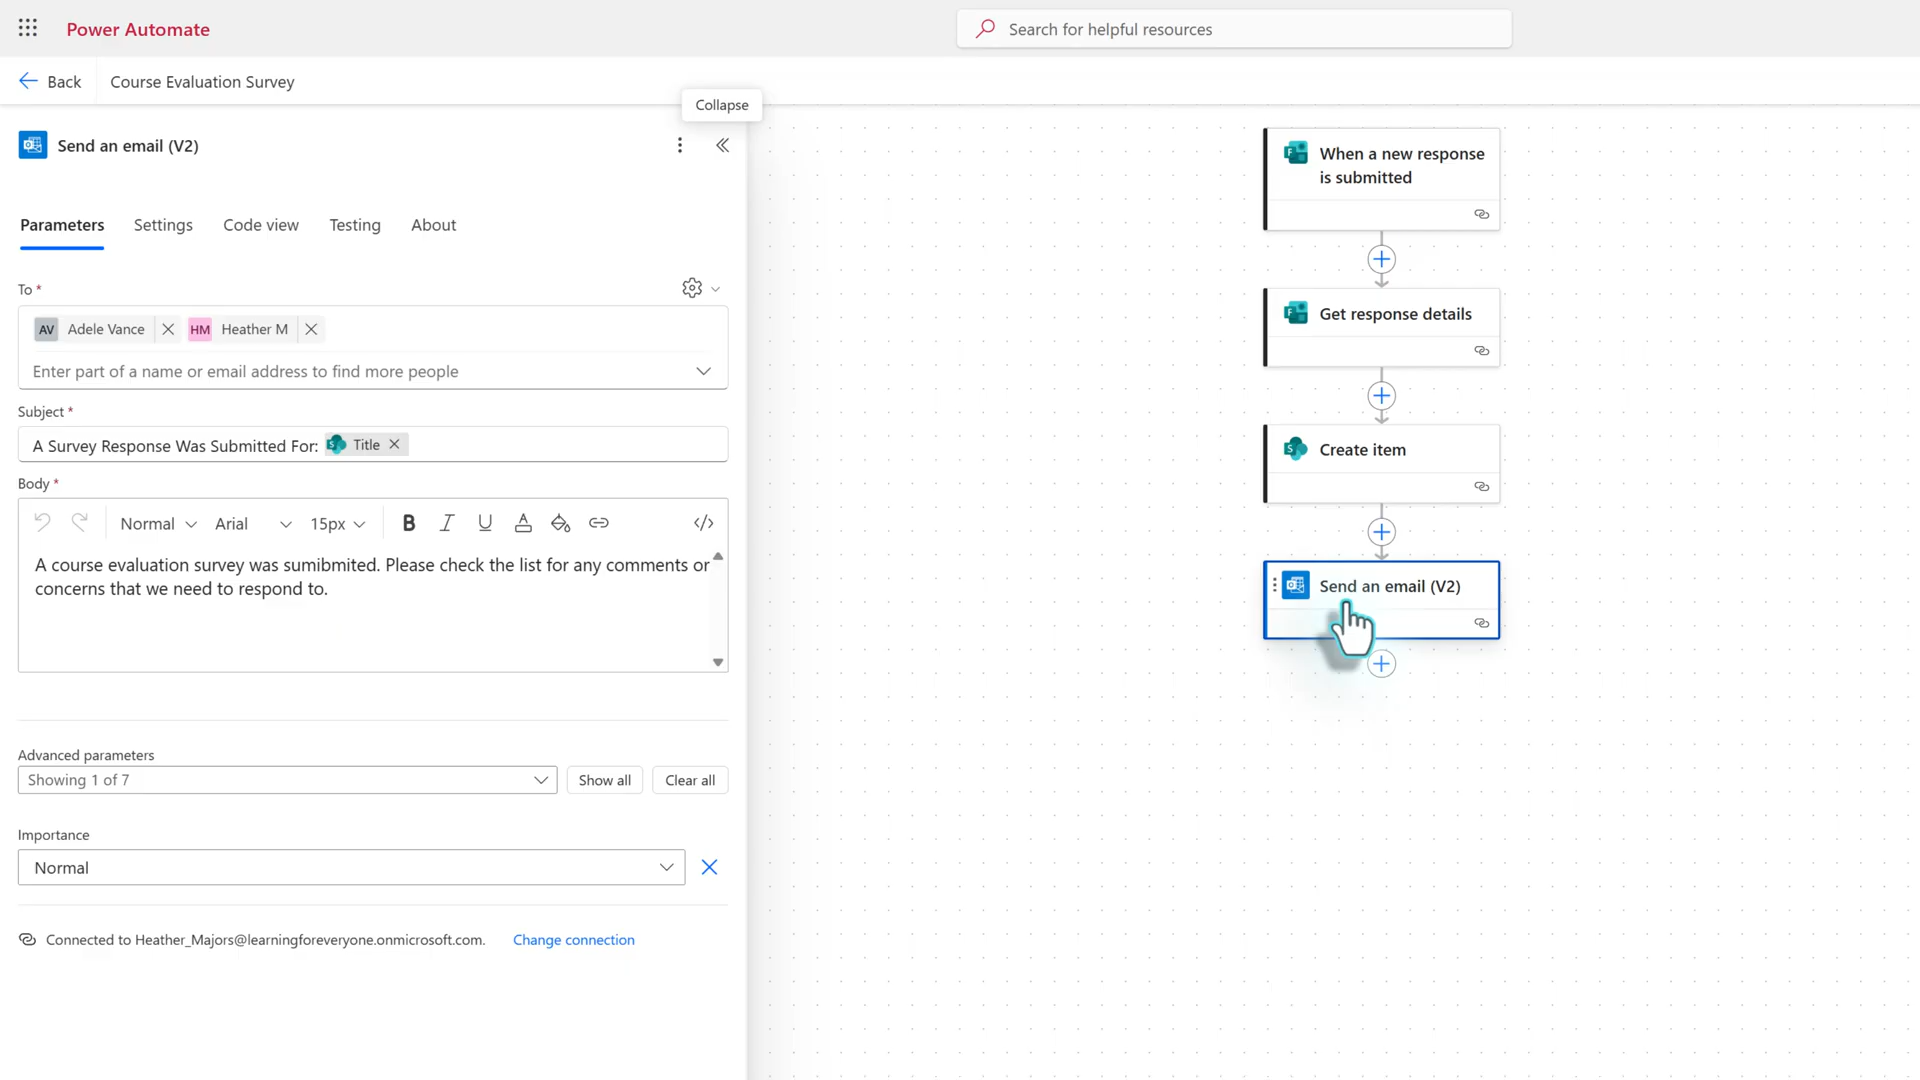 Power Automate
Search for helpful resources
Back
Course Evaluation Survey
Collapse
Send an email (V2)
Parameters
Settings
Code view
Testing
About
To *
AV Adele Vance
HM Heather M
Enter part of a name or email address to find more people
Subject *
A Survey Response Was Submitted For: S Title
Body *
Normal
Arial
15px
B I U A </>
A course evaluation survey was sumibmited. Please check the list for any comments or
concerns that we need to respond to.
Advanced parameters
Showing 1 of 7
Show all
Clear all
Importance
Normal
Connected to Heather_Majors@learningforeveryone.onmicrosoft.com.
Change connection
When a new response
is submitted
Get response details
Create item
Send an email (V2)